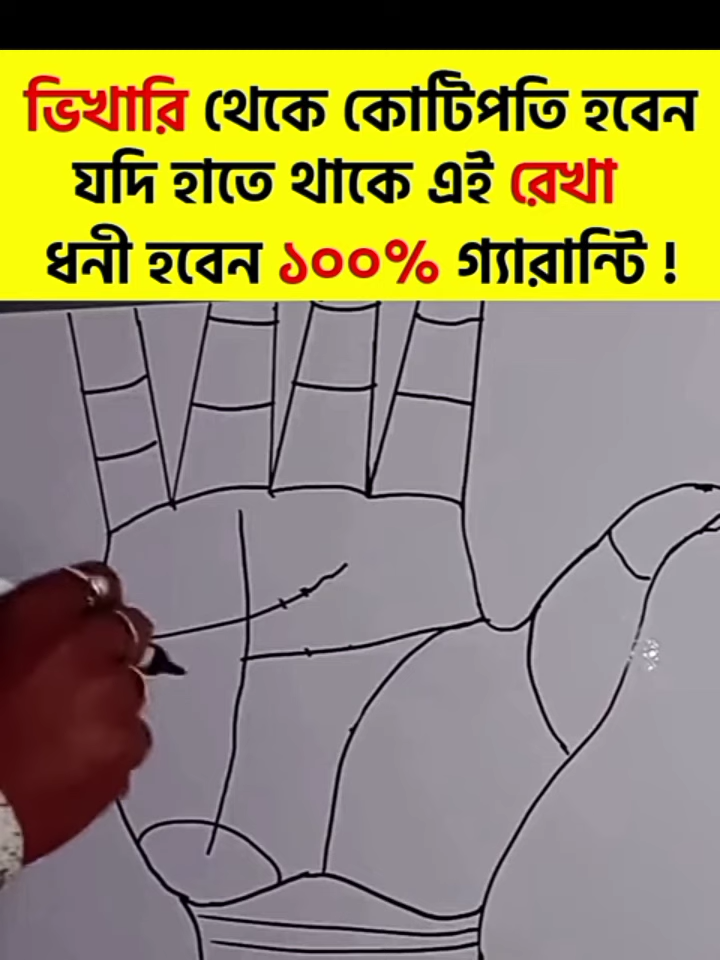 ভিখারি থেকে কোটিপতি হবেন
যদি হাতে থাকে এই রেখা
ধনী হবেন ১০০% গ্যারান্টি !